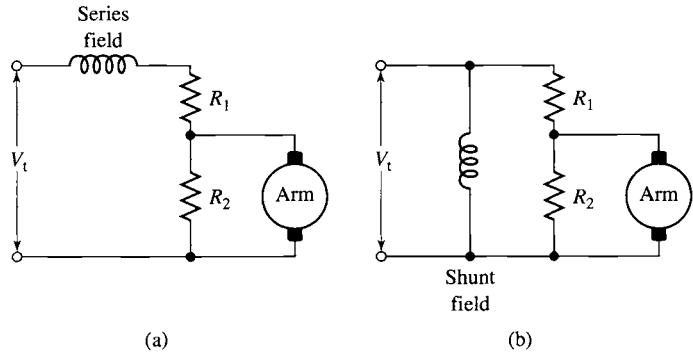 Series
field
R1
Vt
R2
Arm
(a)
R1
Vt
R2
Arm
Shunt
field
(b)